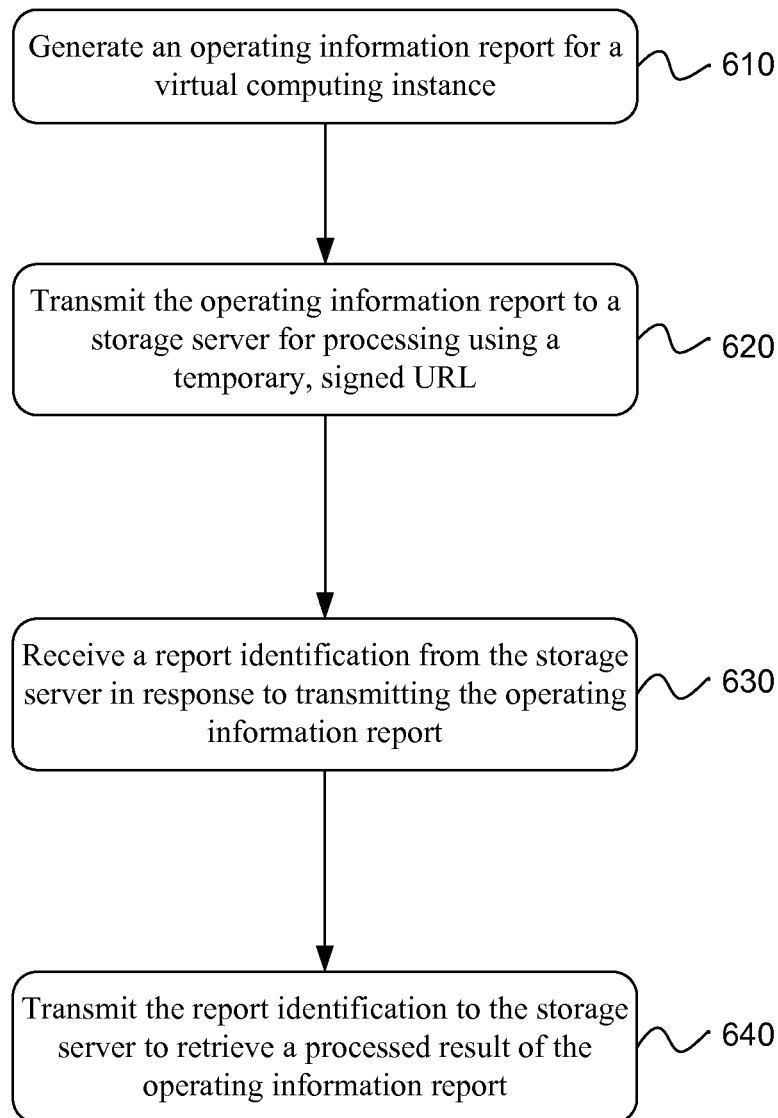 Generate an operating information report for a
virtual computing instance
610
Transmit the operating information report to a
storage server for processing using a
temporary, signed URL
620
Receive a report identification from the storage
server in response to transmitting the operating
information report
630
Transmit the report identification to the storage
server to retrieve a processed result of the
operating information report
640